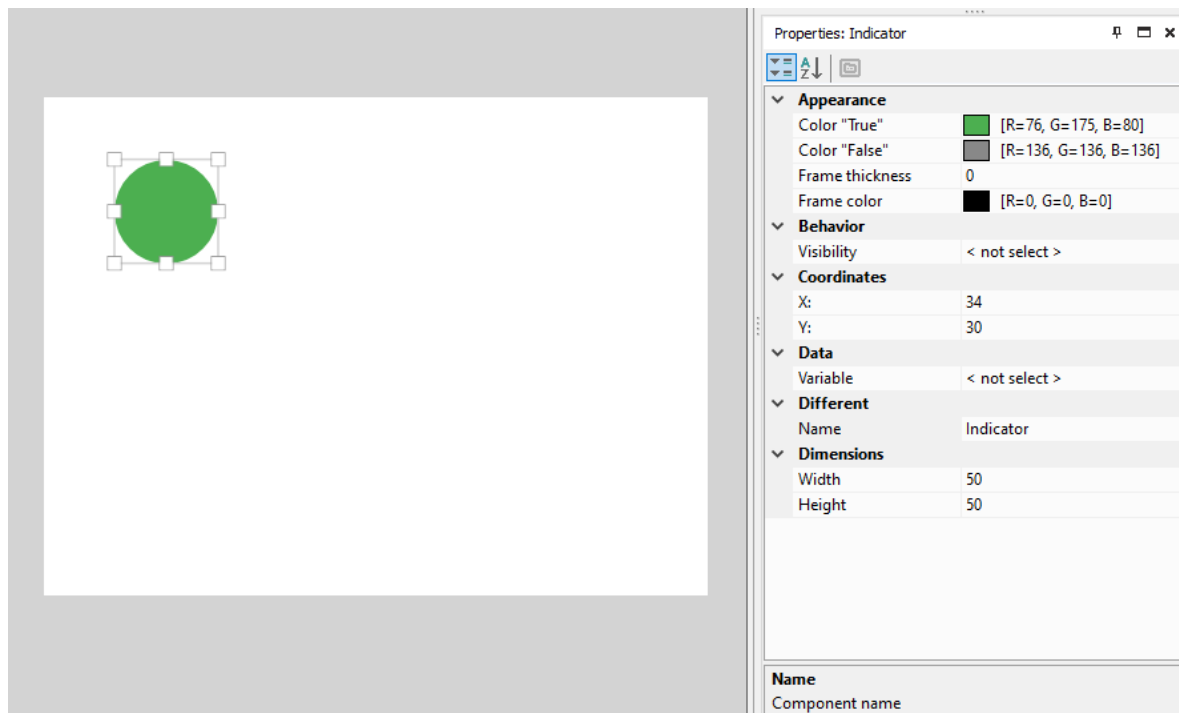 Properties: Indicator
Appearance
Color "True" [R=76, G=175, B=80]
Color "False" [R=136, G=136, B=136]
Frame thickness 0
Frame color [R=0, G=0, B=0]
Behavior
Visibility < not select >
Coordinates
X: 34
Y: 30
Data
Variable < not select >
Different
Name Indicator
Dimensions
Width 50
Height 50
Name
Component name